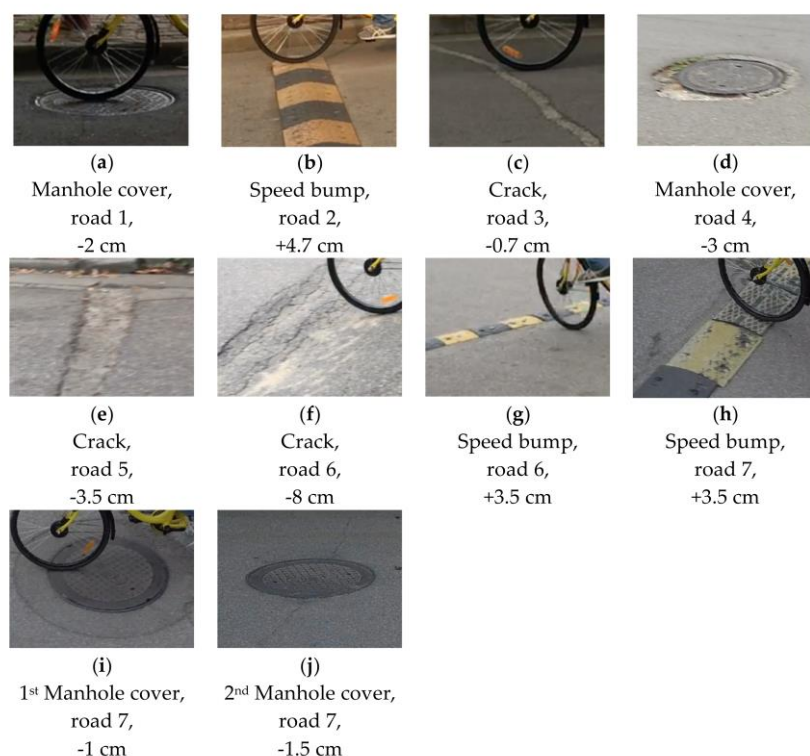 (a)
Manhole cover,
road 1,
-2 cm
(b)
Speed bump,
road 2,
+4.7 cm
(c)
Crack,
road 3,
-0.7 cm
(d)
Manhole cover,
road 4,
-3 cm
(e)
Crack,
road 5,
-3.5 cm
(f)
Crack,
road 6,
-8 cm
(g)
Speed bump,
road 6,
+3.5 cm
(h)
Speed bump,
road 7,
+3.5 cm
(i)
1st Manhole cover,
road 7,
-1 cm
(j)
2nd Manhole cover,
road 7,
-1.5 cm